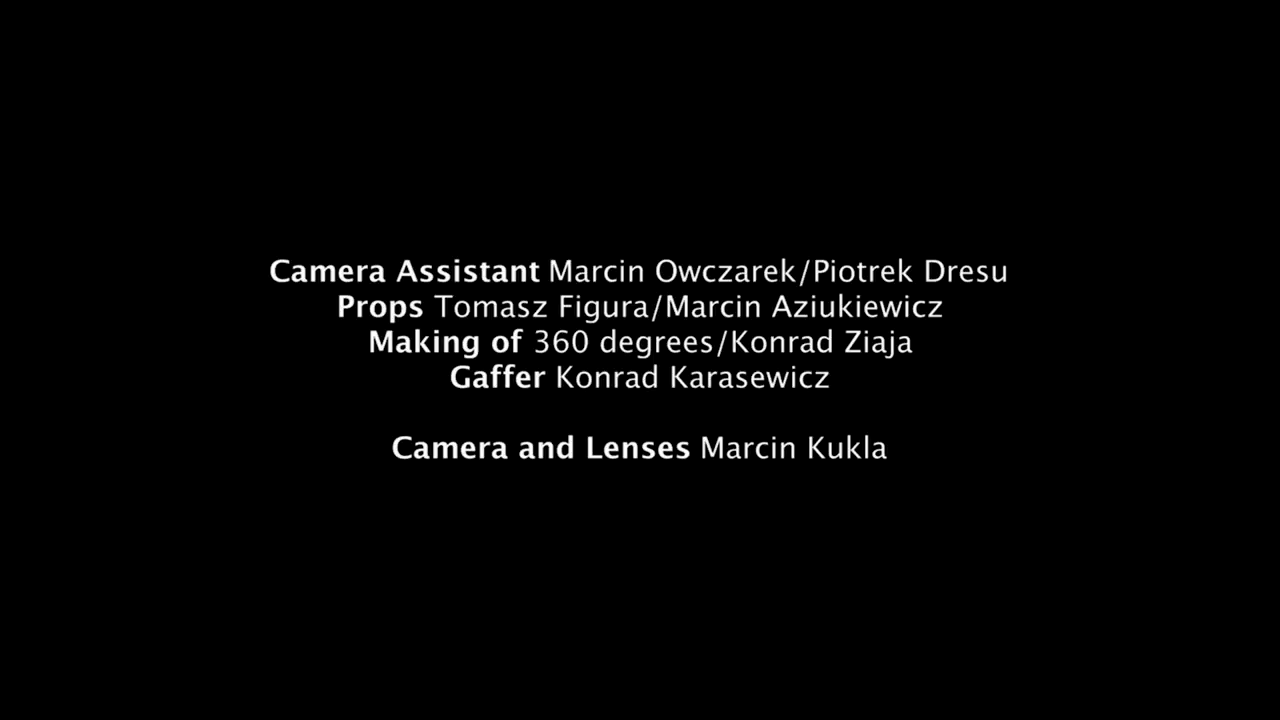 Camera Assistant Marcin Owczarek/Piotrek Dresu
Props Tomasz Figura/Marcin Aziukiewicz
Making of 360 degrees/Konrad Ziaja
Gaffer Konrad Karasewicz
Camera and Lenses Marcin Kukla